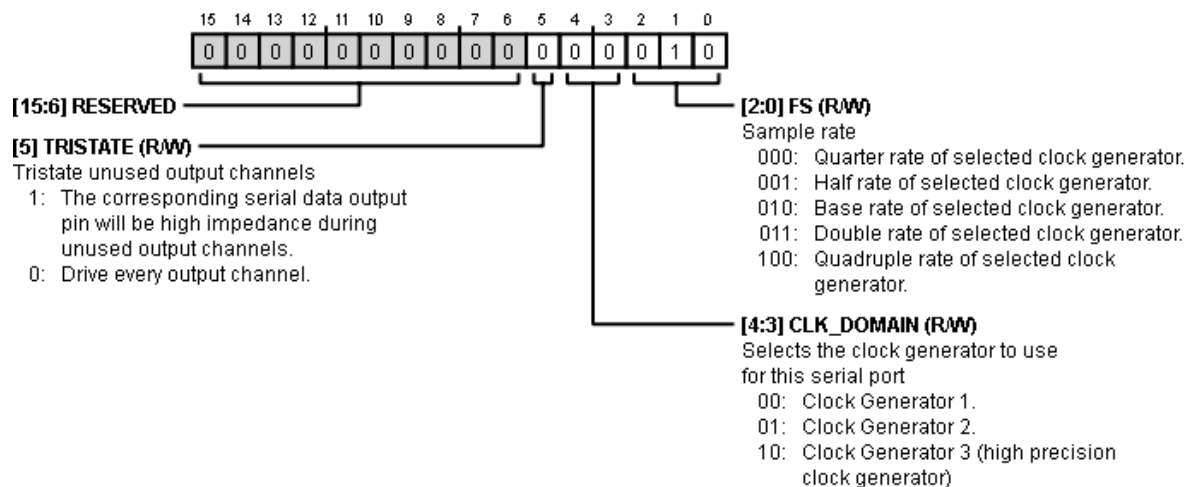 15 14 13 12 11 10 9 8 7 6 5 4 3 2 1 0
0 0 0 0 0 0 0 0 0 0 0 0 0 0 1 0
[15:6] RESERVED
[5] TRISTATE (R/W)
Tristate unused output channels
1: The corresponding serial data output
pin will be high impedance during
unused output channels.
0: Drive every output channel.
[2:0] FS (R/W)
Sample rate
000: Quarter rate of selected clock generator.
001: Half rate of selected clock generator.
010: Base rate of selected clock generator.
011: Double rate of selected clock generator.
100: Quadruple rate of selected clock
generator.
[4:3] CLK_DOMAIN (R/W)
Selects the clock generator to use
for this serial port
00: Clock Generator 1.
01: Clock Generator 2.
10: Clock Generator 3 (high precision
clock generator)